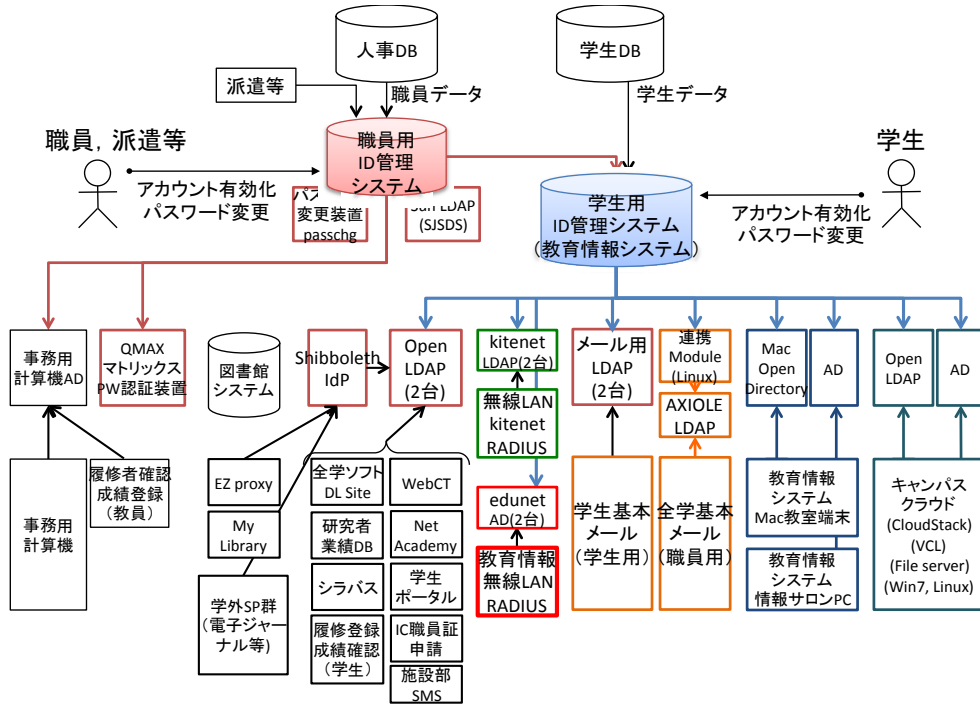 人事DB
学生DB
派遣等
職員データ
学生データ
職員, 派遣等
学生
職員用
ID管理
システム
アカウント有効化
パスワード変更
変更装置
passchg
LDAP
(SJSDS)
学生用
ID管理システム
(教育情報システム)
アカウント有効化
パスワード変更
事務用
計算機AD
QMAX
マトリックス
PW認証装置
図書館
システム
Shibboleth
IdP
Open
LDAP
(2台)
kitenet
LDAP(2台)
無線LAN
kitenet
RADIUS
メール用
LDAP
(2台)
連携
Module
(Linux)
AXIOLE
LDAP
Mac
Open
Directory
AD
Open
LDAP
AD
事務用
計算機
履修者確認
成績登録
(教員)
EZ proxy
My
Library
学外SP群
(電子ジャー
ナル等)
全学ソフト
DL Site
WebCT
研究者
業績DB
Net
Academy
シラバス
学生
ポータル
履修登録
成績確認
(学生)
IC職員証
申請
施設部
SMS
edunet
AD(2台)
教育情報
無線LAN
RADIUS
学生基本
メール
(学生用)
全学基本
メール
(職員用)
教育情報
システム
Mac教室端末
教育情報
システム
情報サロンPC
キャンパス
クラウド
(CloudStack)
(VCL)
(File server)
(Win7, Linux)